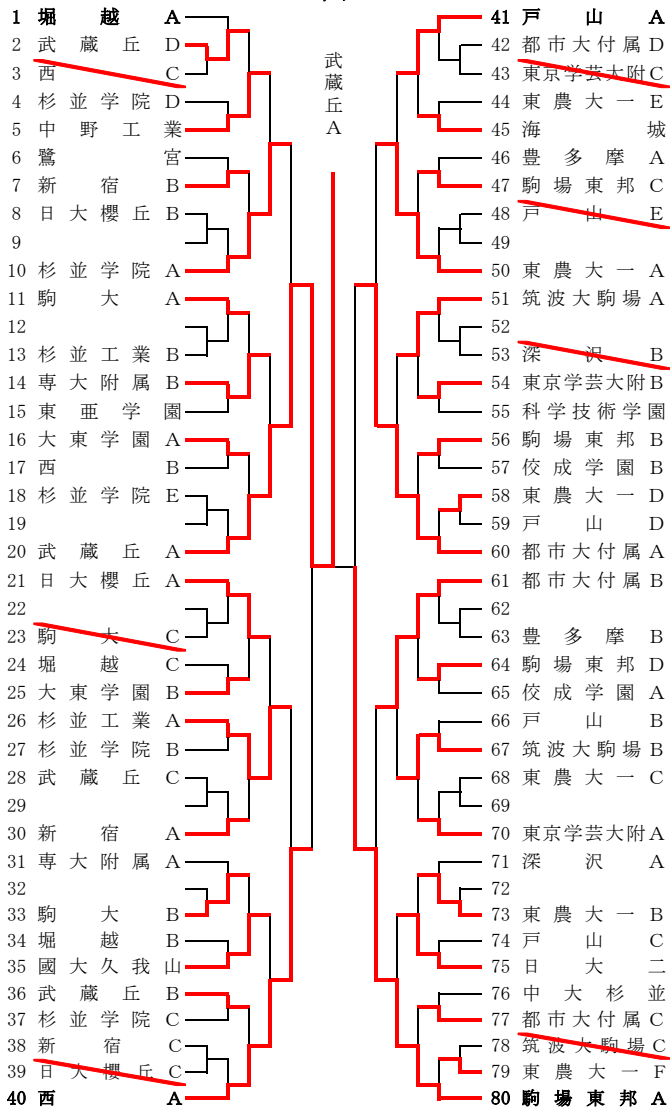 1 堀越 A
2 武蔵丘 D
3 西 C
4 杉並学院 D
5 中野工業
6 鷺宮
7 新宿 B
8 日大櫻丘 B
9
10 杉並学院 A
11 駒大 A
12
13 杉並工業 B
14 専大附属 B
15 東亜学園
16 大東学園 A
17 西 B
18 杉並学院 E
19
20 武蔵丘 A
21 日大櫻丘 A
22
23 駒大 C
24 堀越 C
25 大東学園 B
26 杉並工業 A
27 杉並学院 B
28 武蔵丘 C
29
30 新宿 A
31 専大附属 A
32
33 駒大 B
34 堀越 B
35 國大久我山
36 武蔵丘 B
37 杉並学院 C
38 新宿 C
39 日大櫻丘 C
40 西 A
武蔵丘A
41 戸山 A
42 都市大付属 D
43 東京学芸大附 C
44 東農大一 E
45 海城
46 豊多摩 A
47 駒場東邦 C
48 戸山 E
49
50 東農大一 A
51 筑波大駒場 A
52
53 深沢 B
54 東京学芸大附 B
55 科学技術学園
56 駒場東邦 B
57 佼成学園 B
58 東農大一 D
59 戸山 D
60 都市大付属 A
61 都市大付属 B
62
63 豊多摩 B
64 駒場東邦 D
65 佼成学園 A
66 戸山 B
67 筑波大駒場 B
68 東農大一 C
69
70 東京学芸大附 A
71 深沢 A
72
73 東農大一 B
74 戸山 C
75 日大二
76 中大杉並
77 都市大付属 C
78 筑波大駒場 C
79 東農大一 F
80 駒場東邦 A